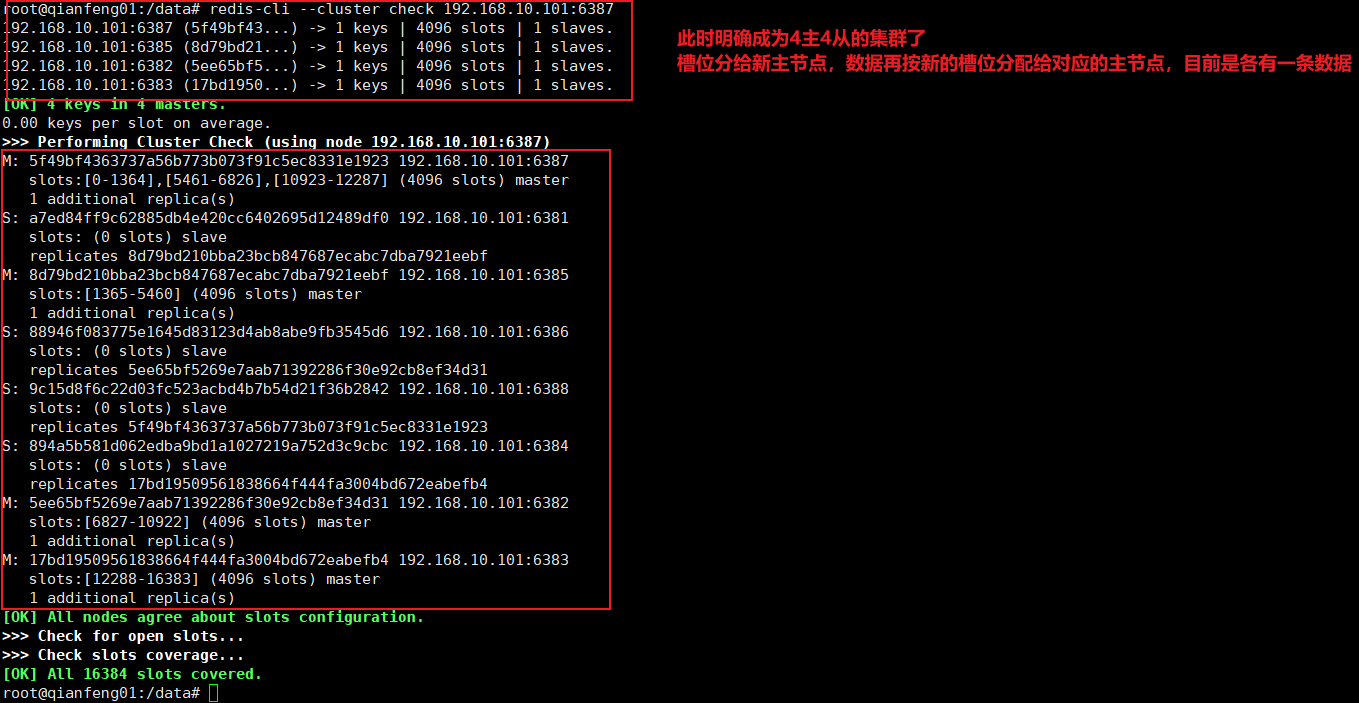 root@qianfeng01:/data# redis-cli --cluster check 192.168.10.101:6387
192.168.10.101:6387 (5f49bf43...) -> 1 keys | 4096 slots | 1 slaves.
192.168.10.101:6385 (8d79bd21...) -> 1 keys | 4096 slots | 1 slaves.
192.168.10.101:6382 (5ee65bf5...) -> 1 keys | 4096 slots | 1 slaves.
192.168.10.101:6383 (17bd1950...) -> 1 keys | 4096 slots | 1 slaves.
此时明确成为4主4从的集群了
槽位分给新主节点，数据再按新的槽位分配给对应的主节点，目前是各有一条数据
[OK] 4 keys in 4 masters.
0.00 keys per slot on average.
>>> Performing Cluster Check (using node 192.168.10.101:6387)
M: 5f49bf4363737a56b773b073f91c5ec8331e1923 192.168.10.101:6387
slots:[0-1364],[5461-6826],[10923-12287] (4096 slots) master
1 additional replica(s)
S: a7ed84ff9c62885db4e420cc6402695d12489df0 192.168.10.101:6381
slots: (0 slots) slave
replicates 8d79bd210bba23bcb847687ecabc7dba7921eebf
M: 8d79bd210bba23bcb847687ecabc7dba7921eebf 192.168.10.101:6385
slots:[1365-5460] (4096 slots) master
1 additional replica(s)
S: 88946f083775e1645d83123d4ab8abe9fb3545d6 192.168.10.101:6386
slots: (0 slots) slave
replicates 5ee65bf5269e7aab71392286f30e92cb8ef34d31
S: 9c15d8f6c22d03fc523acbd4b7b54d21f36b2842 192.168.10.101:6388
slots: (0 slots) slave
replicates 5f49bf4363737a56b773b073f91c5ec8331e1923
S: 894a5b581d062edba9bd1a1027219a752d3c9cbc 192.168.10.101:6384
slots: (0 slots) slave
replicates 17bd19509561838664f444fa3004bd672eabefb4
M: 5ee65bf5269e7aab71392286f30e92cb8ef34d31 192.168.10.101:6382
slots:[6827-10922] (4096 slots) master
1 additional replica(s)
M: 17bd19509561838664f444fa3004bd672eabefb4 192.168.10.101:6383
slots:[12288-16383] (4096 slots) master
1 additional replica(s)
[OK] All nodes agree about slots configuration.
>>> Check for open slots...
>>> Check slots coverage...
[OK] All 16384 slots covered.
root@qianfeng01:/data#